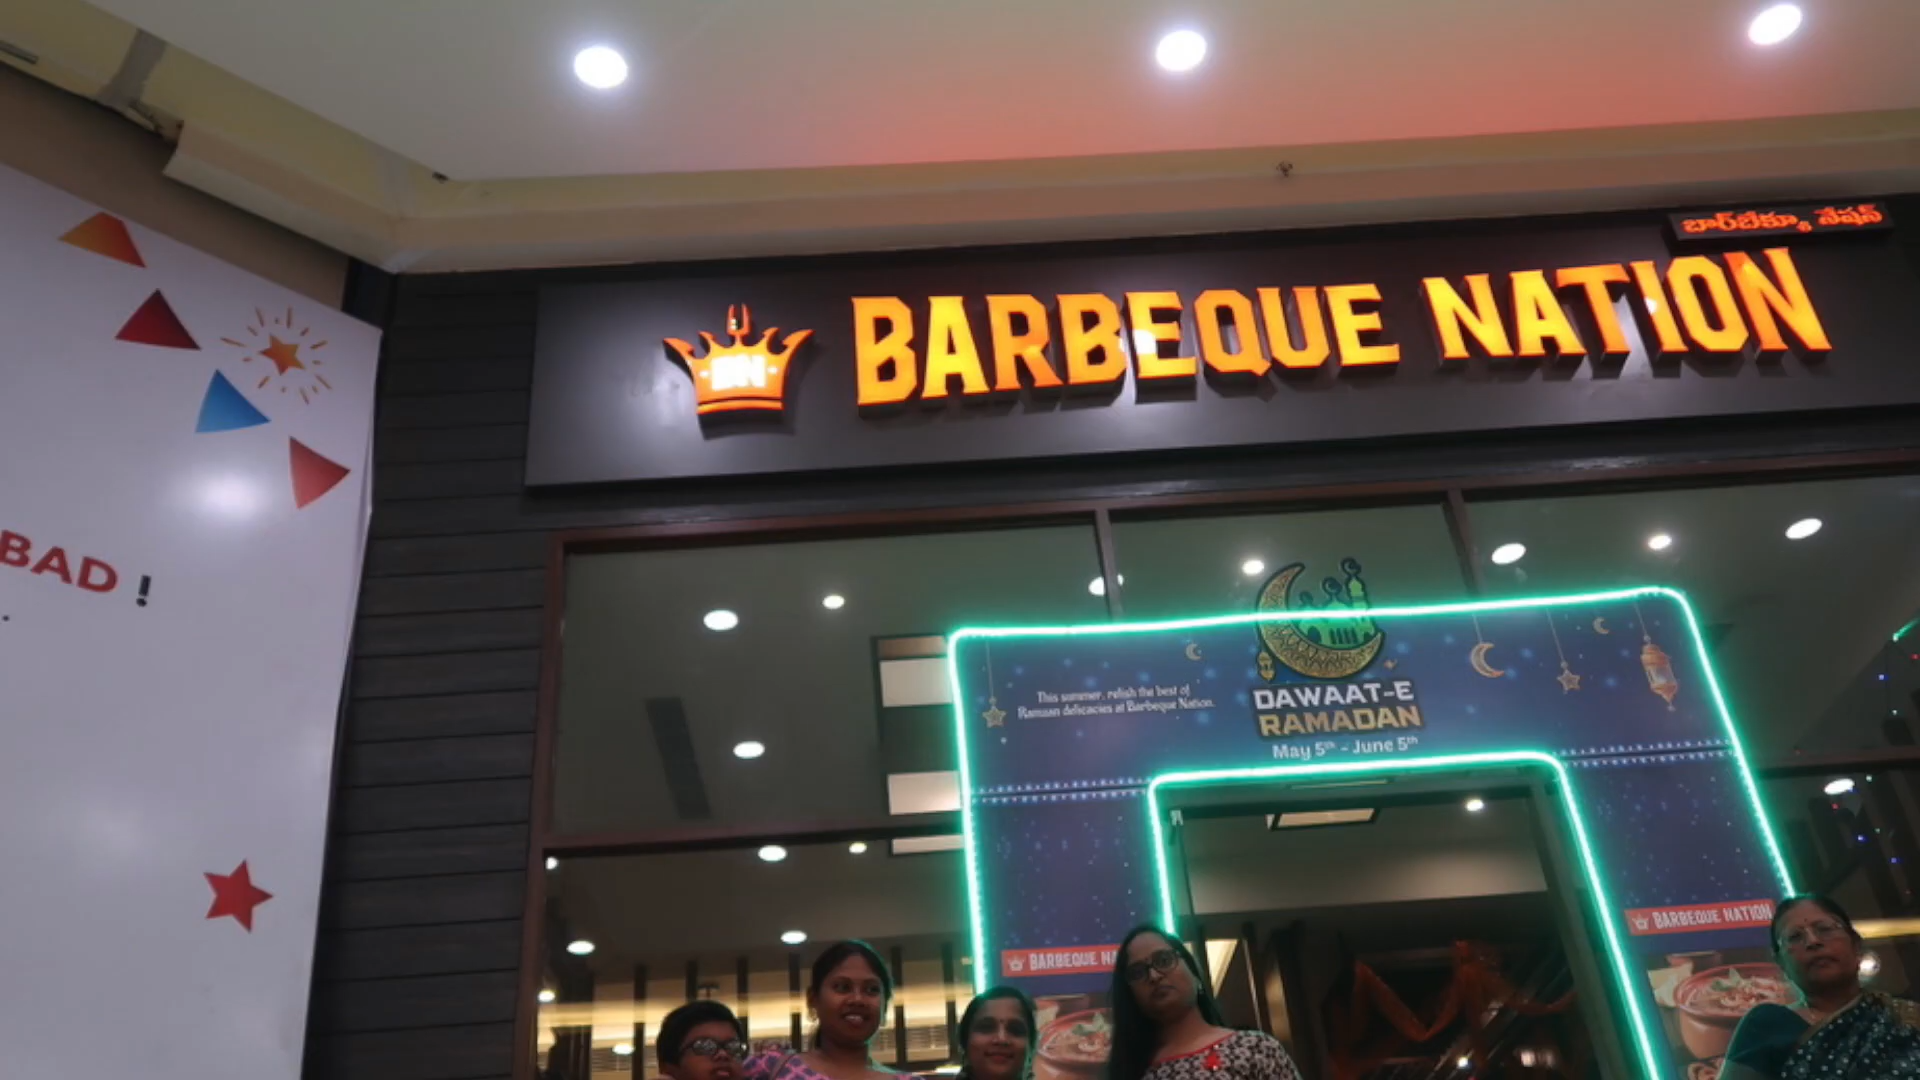 బార్‌బీక్యూ నేషన్
BN
BARBEQUE NATION
BAD !
This summer, relish the best of
Ramzan delicacies at Barbeque Nation.
DAWAAT-E
RAMADAN
May 5th - June 5th
BARBEQUE NATION
BARBEQUE NA